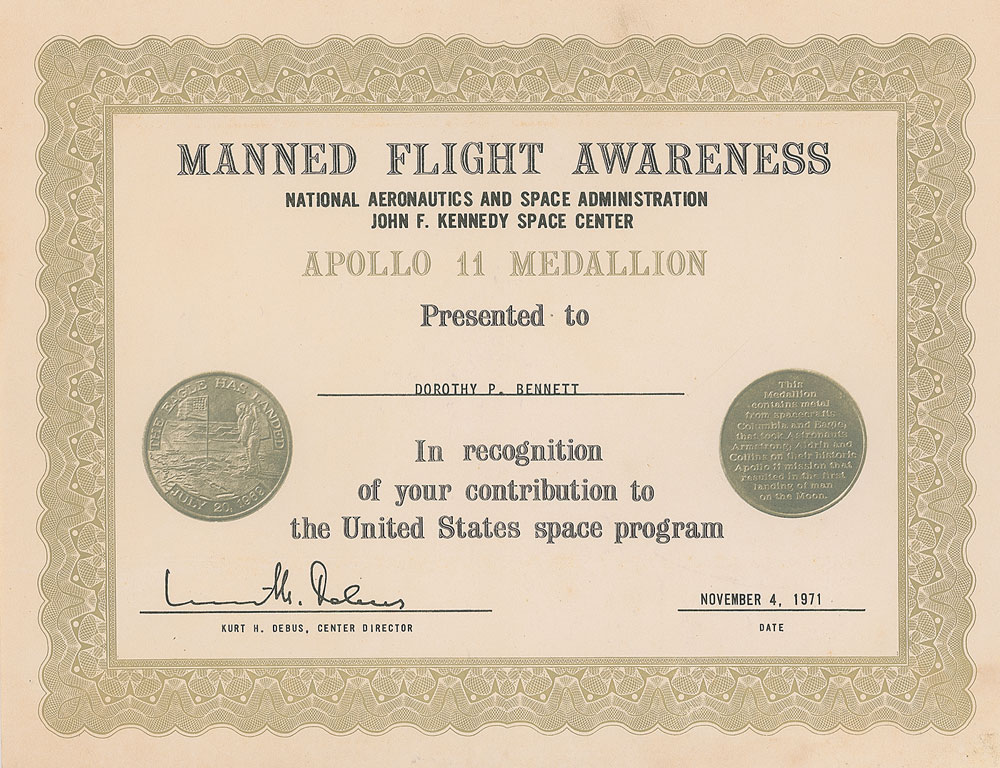 MANNED FLIGHT AWARENESS
NATIONAL AERONAUTICS AND SPACE ADMINISTRATION
JOHN F. KENNEDY SPACE CENTER
APOLLO 11 MEDALLION
Presented to
DOROTHY P. BENNETT
THE EAGLE HAS LANDED
JULY 20, 1969
This
Medallion
contains metal
from spacecrafts
Columbia and Eagle,
that took Astronauts
Armstrong, Aldrin and
Collins on their historic
Apollo 11 mission that
resulted in the first
landing of man
on the Moon.
In recognition
of your contribution to
the United States space program
KURT H. DEBUS, CENTER DIRECTOR
NOVEMBER 4, 1971
DATE